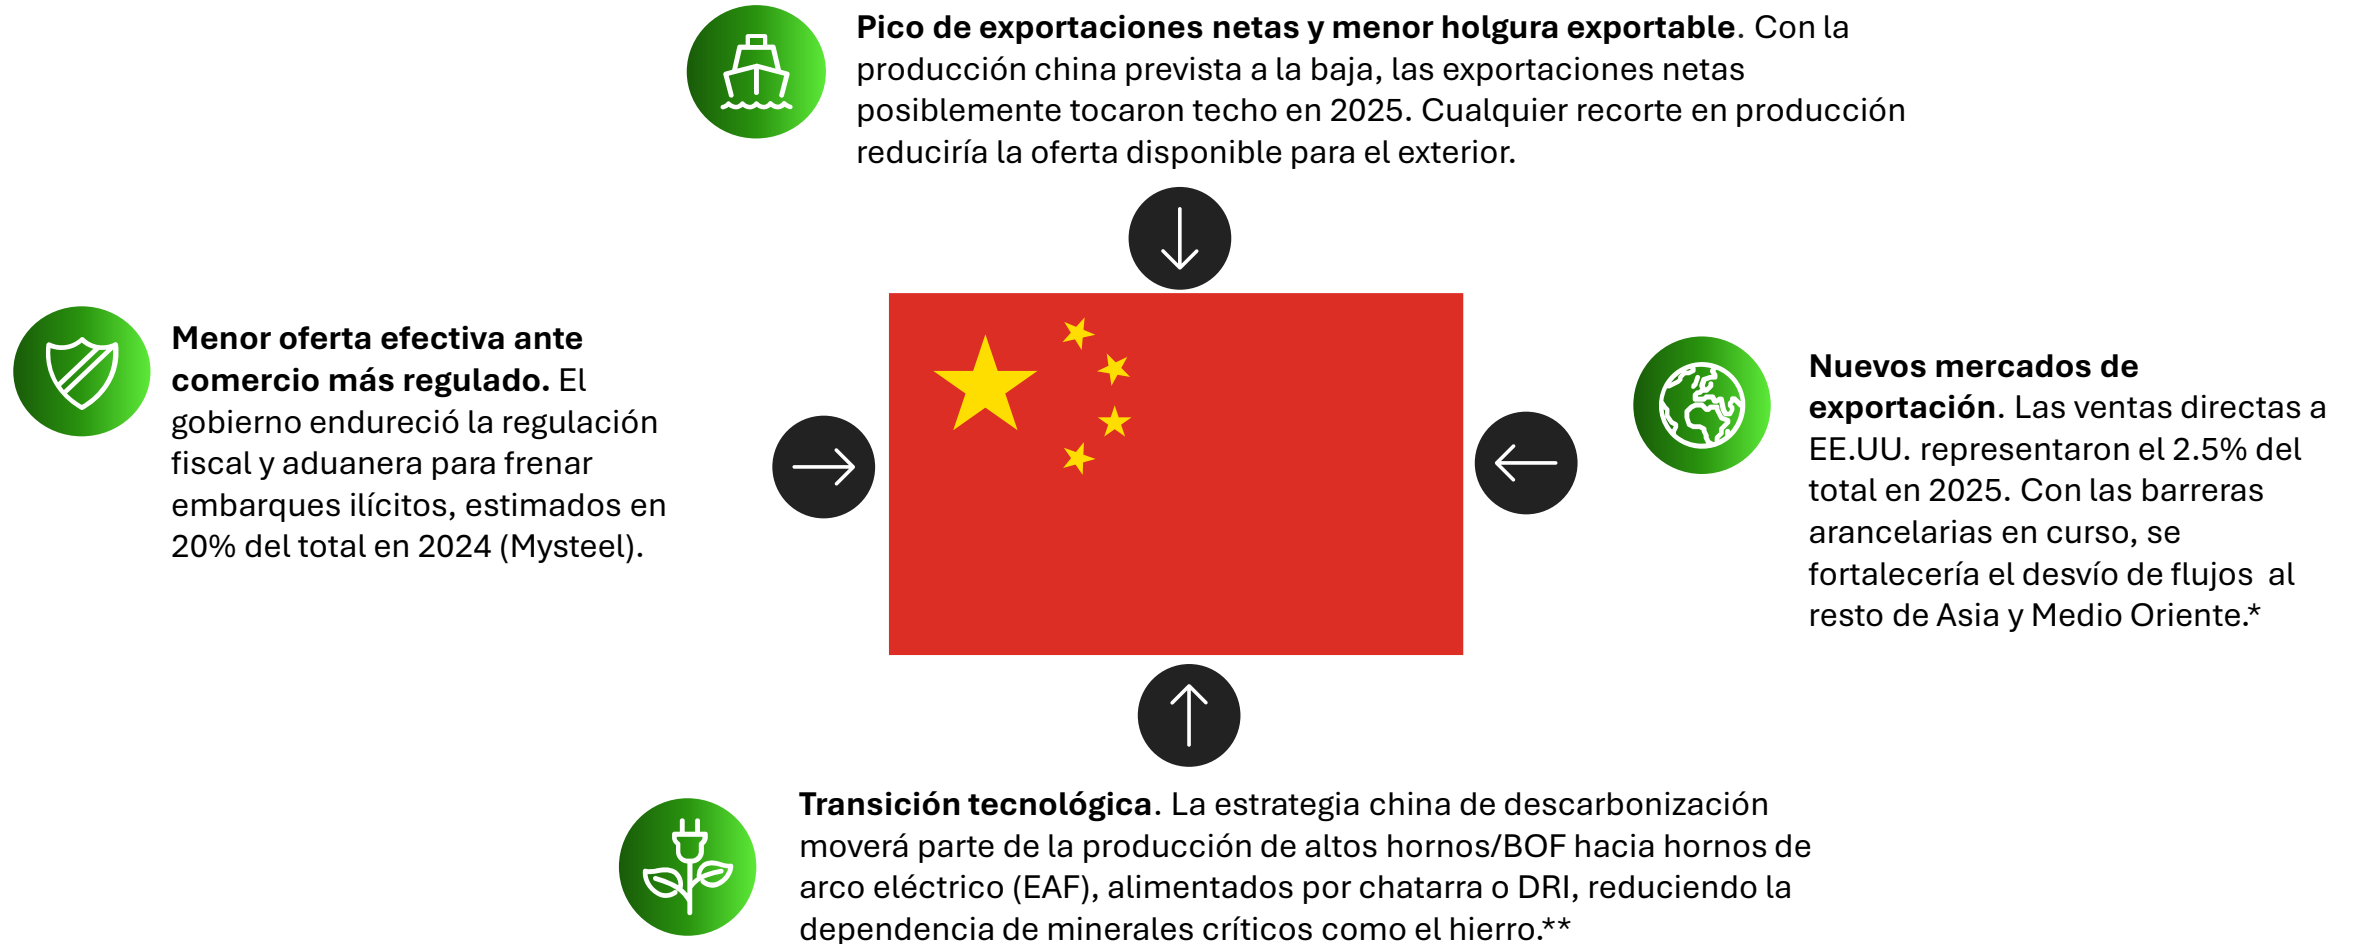 Pico de exportaciones netas y menor holgura exportable. Con la
producción china prevista a la baja, las exportaciones netas
posiblemente tocaron techo en 2025. Cualquier recorte en producción
reduciría la oferta disponible para el exterior.
Menor oferta efectiva ante
comercio más regulado. El
gobierno endureció la regulación
fiscal y aduanera para frenar
embarques ilícitos, estimados en
20% del total en 2024 (Mysteel).
Nuevos mercados de
exportación. Las ventas directas a
EE.UU. representaron el 2.5% del
total en 2025. Con las barreras
arancelarias en curso, se
fortalecería el desvío de flujos  al
resto de Asia y Medio Oriente.*
Transición tecnológica. La estrategia china de descarbonización
moverá parte de la producción de altos hornos/BOF hacia hornos de
arco eléctrico (EAF), alimentados por chatarra o DRI, reduciendo la
dependencia de minerales críticos como el hierro.**